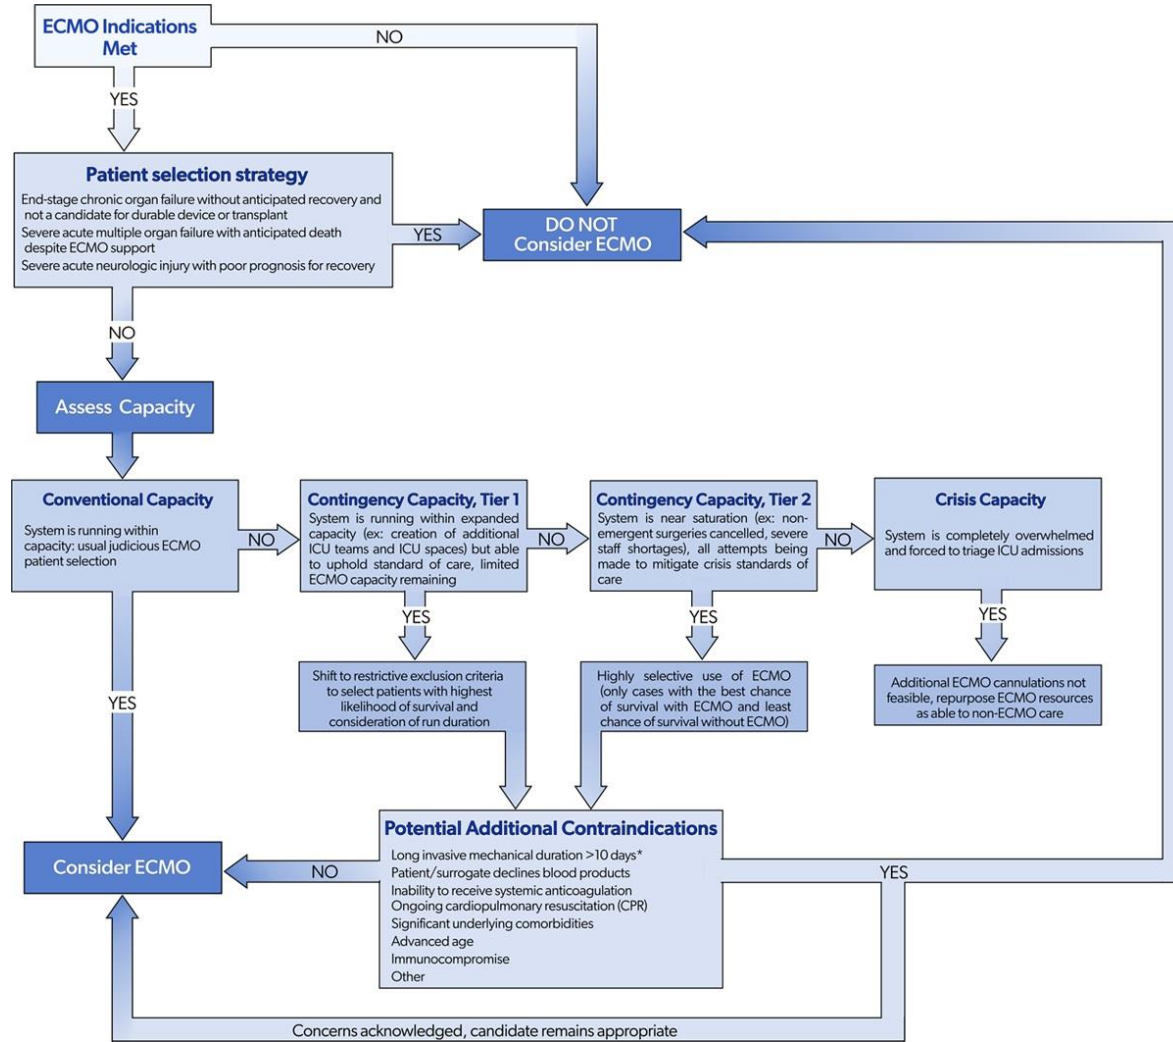 ECMO Indications
Met
NO
YES
Patient selection strategy
End-stage chronic organ failure without anticipated recovery and
not a candidate for durable device or transplant
Severe acute multiple organ failure with anticipated death
despite ECMO support
Severe acute neurologic injury with poor prognosis for recovery
YES
DO NOT
Consider ECMO
NO
Assess Capacity
Conventional Capacity
System is running within
capacity: usual judicious ECMO
patient selection
NO
Contingency Capacity, Tier 1
System is running within expanded
capacity (ex: creation of additional
ICU teams and ICU spaces) but able
to uphold standard of care, limited
ECMO capacity remaining
NO
Contingency Capacity, Tier 2
System is near saturation (ex: non-
emergent surgeries cancelled,
severe staff shortages), all attempts being
made to mitigate crisis standards of
care
NO
Crisis Capacity
System is completely overwhelmed
and forced to triage ICU admissions
YES
YES
YES
YES
Shift to restrictive exclusion criteria
to select patients with highest
likelihood of survival and
consideration of run duration
Highly selective use of ECMO
(only cases with the best chance
of survival with ECMO and least
chance of survival without ECMO)
Additional ECMO cannulations not
feasible, repurpose ECMO resources
as able to non-ECMO care
Potential Additional Contraindications
Long invasive mechanical duration >10 days*
Patient/surrogate declines blood products
Inability to receive systemic anticoagulation
Ongoing cardiopulmonary resuscitation (CPR)
Significant underlying comorbidities
Advanced age
Immunocompromise
Other
Consider ECMO
NO
YES
Concerns acknowledged, candidate remains appropriate